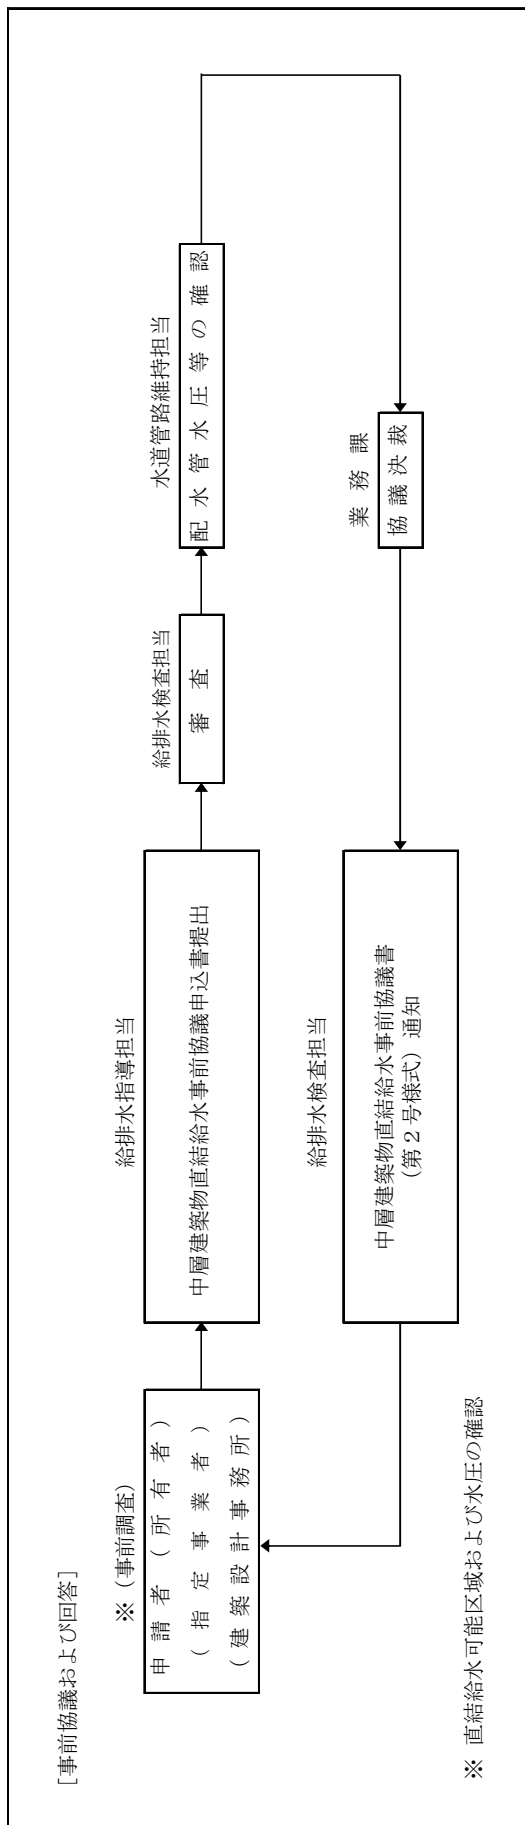 [事前協議および回答]
※（事前調査）
申請者（所有者）
（指定事業者）
（建築設計事務所）
給排水指導担当
中層建築物直結給水事前協議申込書提出
給排水検査担当
審査
水道管路維持担当
配水管水圧等の確認
業務課
協議決裁
給排水検査担当
中層建築物直結給水事前協議書
（第２号様式）通知
※ 直結給水可能区域および水圧の確認